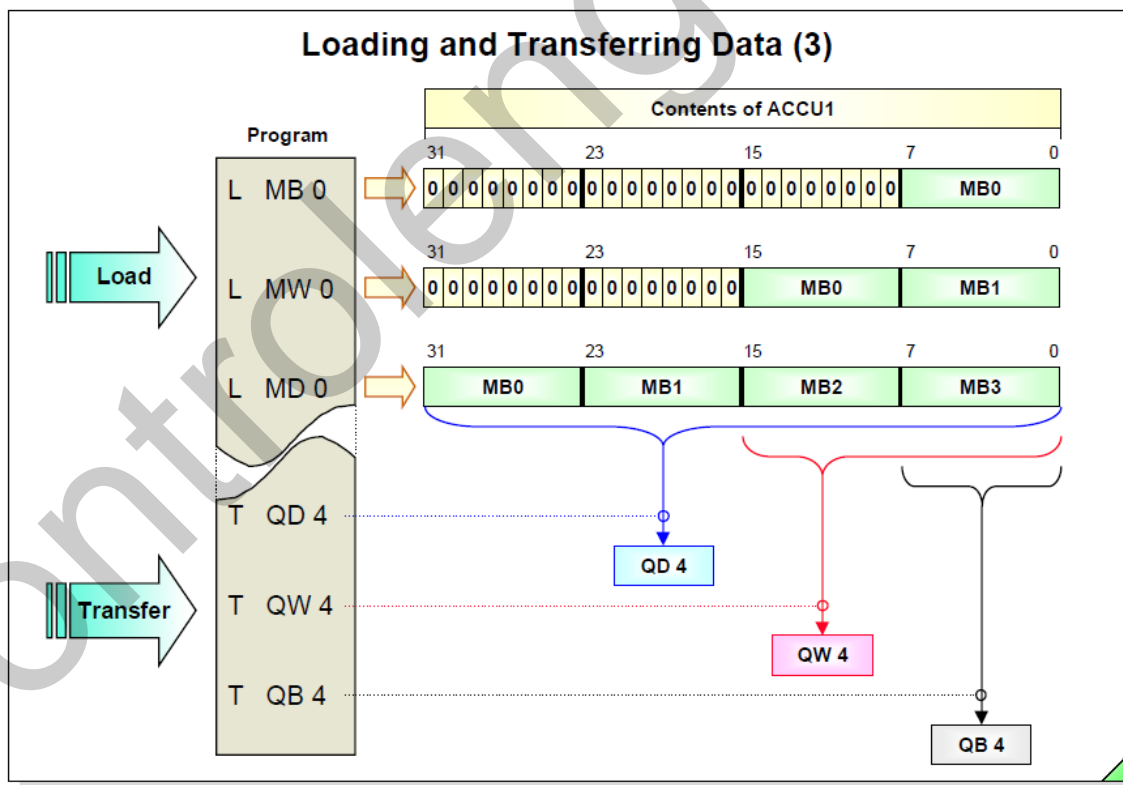 Loading and Transferring Data (3)
Contents of ACCU1
Program
31 23 15 7 0
L MB 0
0 0 0 0 0 0 0 0 0 0 0 0 0 0 0 0 0 0 0 0 0 0 0 0 MB0
Load
31 23 15 7 0
L MW 0
0 0 0 0 0 0 0 0 0 0 0 0 0 0 0 0 MB0 MB1
31 23 15 7 0
L MD 0
MB0 MB1 MB2 MB3
T QD 4
QD 4
Transfer
T QW 4
QW 4
T QB 4
QB 4
ontroleng